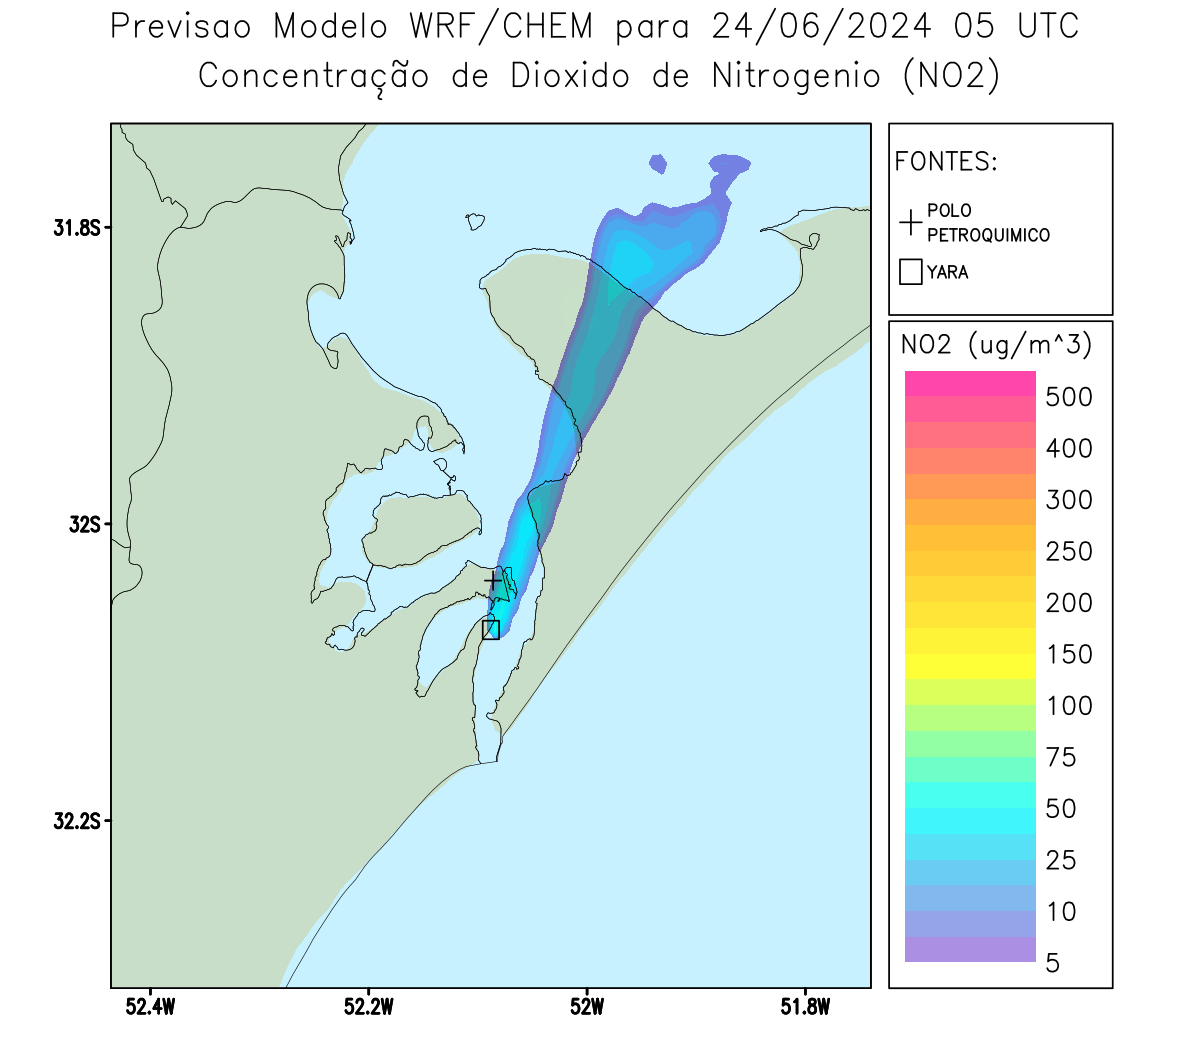 Previsao Modelo WRF/CHEM para 24/06/2024 05 UTC
Concentração de Dioxido de Nitrogenio (NO2)
FONTES:
POLO
PETROQUIMICO
YARA
31.8S
32S
32.2S
52.4W
52.2W
52W
51.8W
NO2 (ug/m^3)
500
400
300
250
200
150
100
75
50
25
10
5